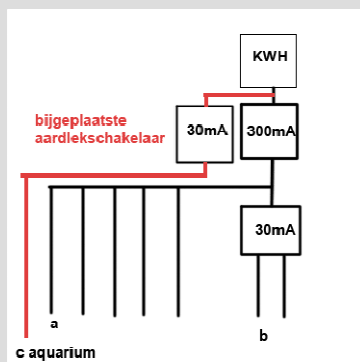 KWH
bijgeplaatste
aardlekschakelaar
30mA
300mA
30mA
a
b
c aquarium